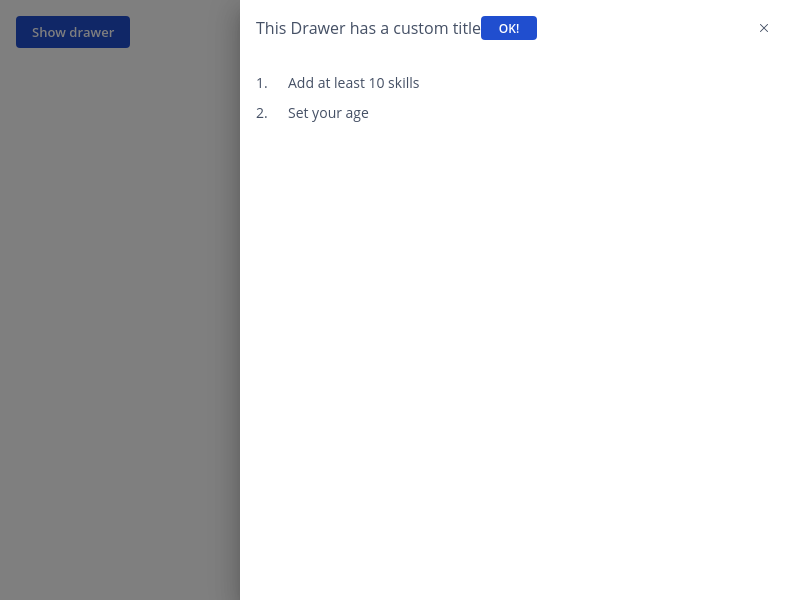 Show drawer
This Drawer has a custom title OK!
1. Add at least 10 skills
2. Set your age